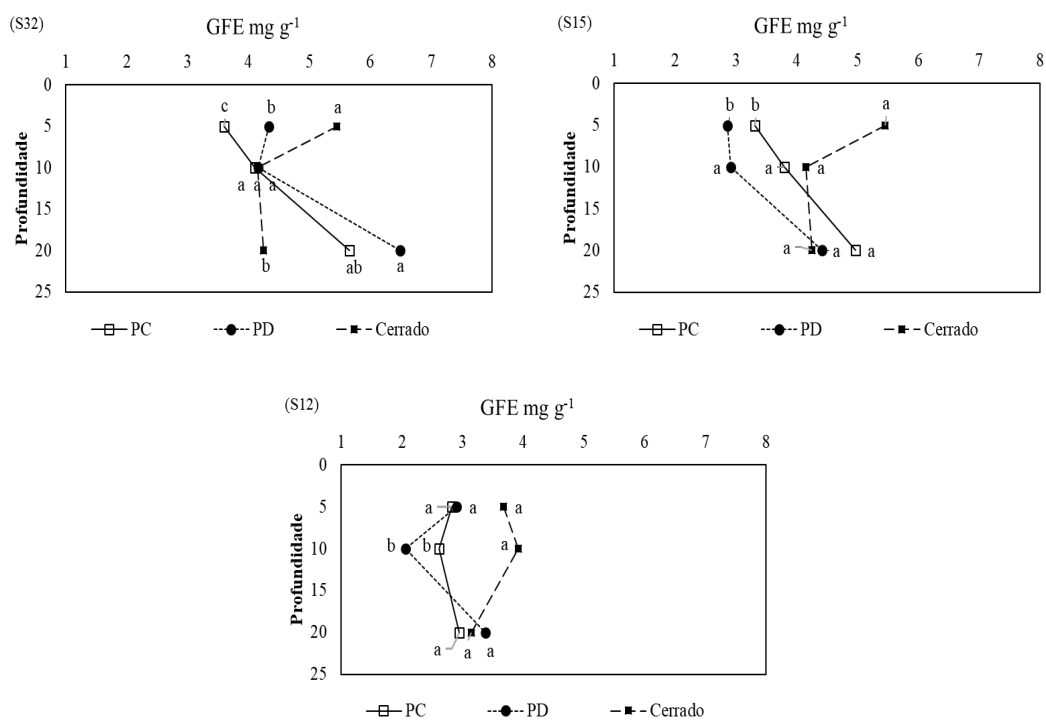 (S32)
GFE mg g-1
1 2 3 4 5 6 7 8
0
c b a
5
10
a a a
15
20
b ab a
25
Profundidade
PC PD Cerrado
(S15)
GFE mg g-1
1 2 3 4 5 6 7 8
0
b b a
5
10
a a a
15
20
a a a
25
Profundidade
PC PD Cerrado
(S12)
GFE mg g-1
1 2 3 4 5 6 7 8
0
5
a a a
10
b b a
15
20
a a a
25
Profundidade
PC PD Cerrado